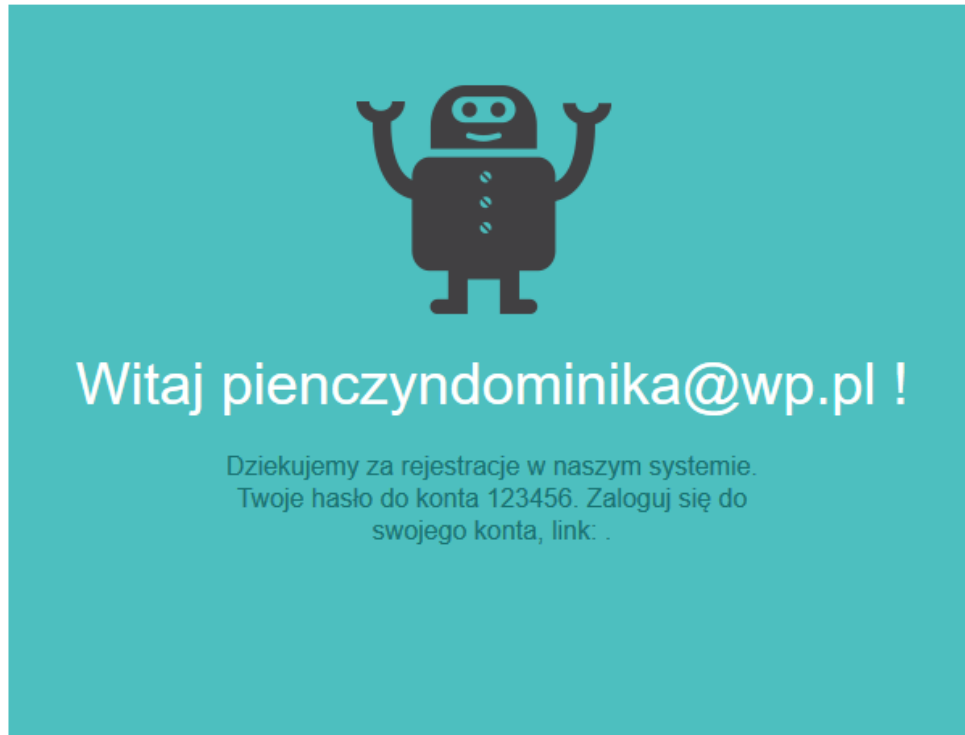 Witaj pienczyndominika@wp.pl !
Dziekujemy za rejestracje w naszym systemie.
Twoje hasło do konta 123456. Zaloguj się do
swojego konta, link: .